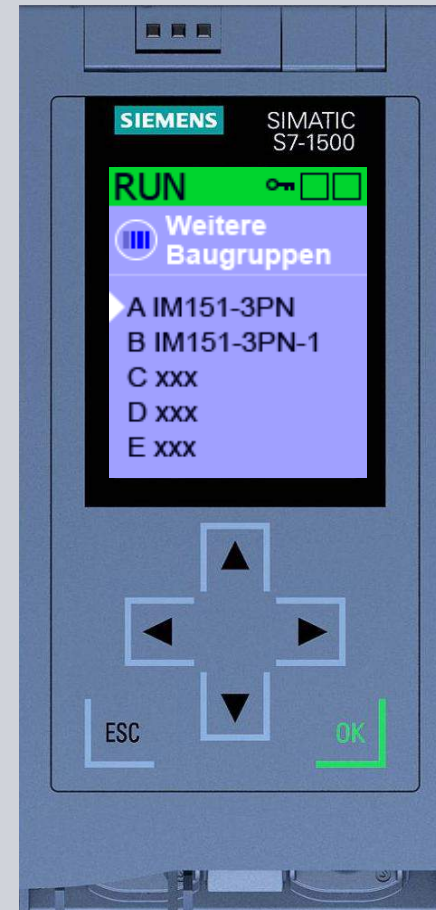 SIEMENS
SIMATIC
S7-1500
RUN
Weitere
Baugruppen
A IM151-3PN
B IM151-3PN-1
C xxx
D xxx
E xxx
ESC
OK